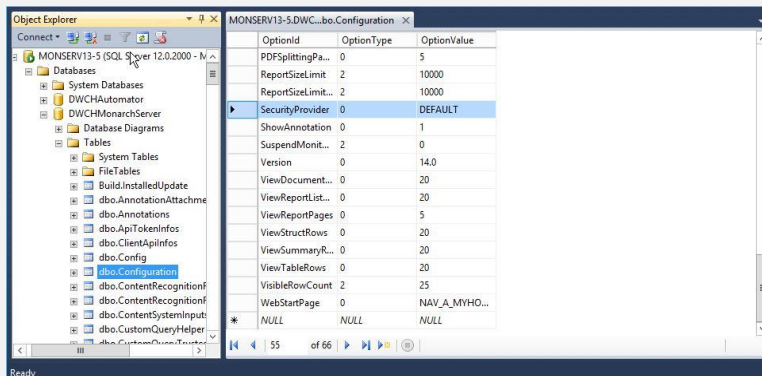 Object Explorer
Connect
MONSERV13-5 (SQL Server 12.0.2000 - M
Databases
System Databases
DWCHAutomator
DWCHMonarchServer
Database Diagrams
Tables
System Tables
FileTables
Build.InstalledUpdate
dbo.AnnotationAttachme
dbo.Annotations
dbo.ApiTokenInfos
dbo.ClientApiInfos
dbo.Config
dbo.Configuration
dbo.ContentRecognitionF
dbo.ContentRecognitionF
dbo.ContentSystemInputs
dbo.CustomQueryHelper
dbo.CustomQueryTrustee
MONSERV13-5.DWC...bo.Configuration
OptionId OptionType OptionValue
PDFSplittingPa... 0 5
ReportSizeLimit 2 10000
ReportSizeLimit... 2 10000
SecurityProvider 0 DEFAULT
ShowAnnotation 0 1
SuspendMonit... 2 0
Version 0 14.0
ViewDocument... 0 20
ViewReportList... 0 20
ViewReportPages 0 5
ViewStructRows 0 20
ViewSummaryR... 0 20
ViewTableRows 0 20
VisibleRowCount 2 25
WebStartPage 0 NAV_A_MYHO...
NULL NULL NULL
55 of 66
Ready